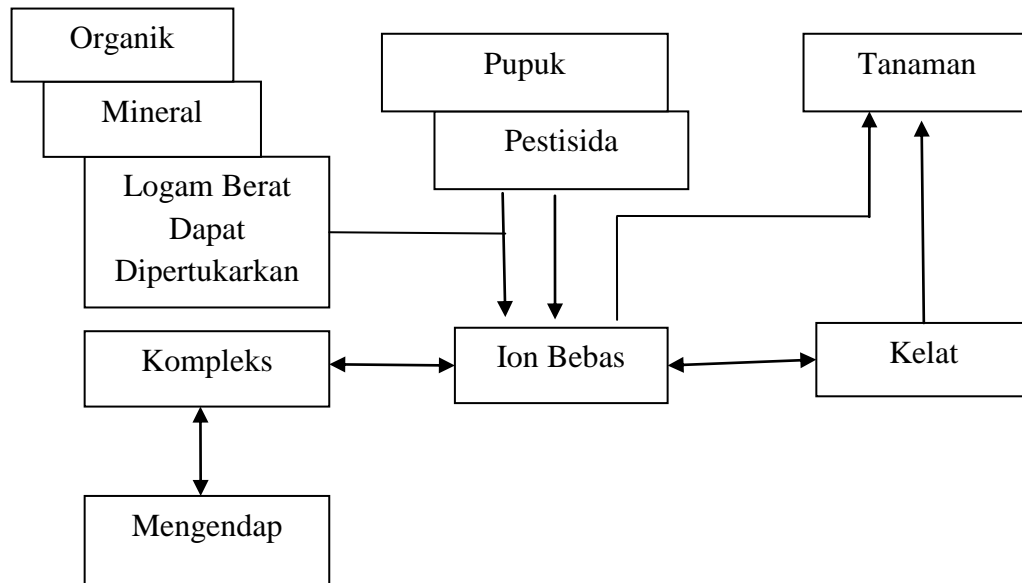 Organik
Mineral
Logam Berat
Dapat
Dipertukarkan
Pupuk
Pestisida
Tanaman
Kompleks
Ion Bebas
Kelat
Mengendap